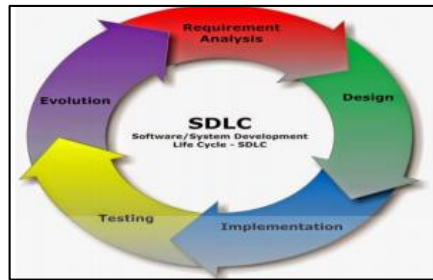 Requirement
Analysis
Design
Implementation
Testing
Evolution
SDLC
Software/System Development
Life Cycle - SDLC